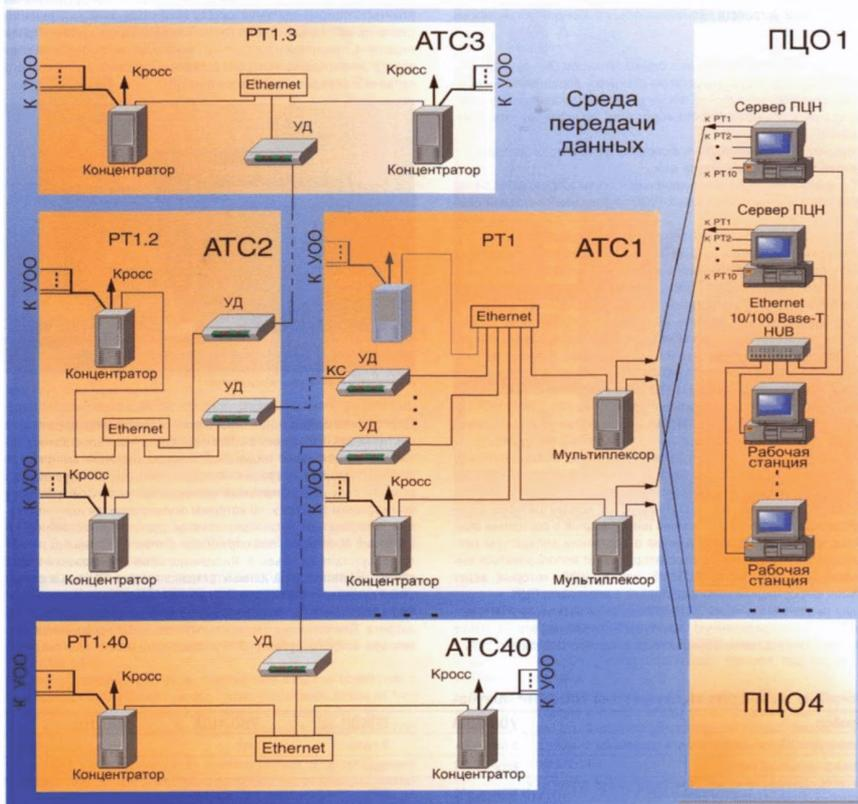 РТ1.3
АТС3
К УОО
Кросс
Концентратор
Ethernet
УД
Кросс
К УОО
Концентратор
Среда
передачи
данных
ПЦО 1
Сервер ПЦН
к РТ1
к РТ2
к РТ10
Сервер ПЦН
к РТ1
к РТ2
к РТ10
Ethernet
10/100 Base-T
HUB
Рабочая
станция
Рабочая
станция
РТ1.2
АТС2
К УОО
Кросс
Концентратор
УД
УД
Ethernet
К УОО
Кросс
Концентратор
РТ1
АТС1
К УОО
Ethernet
КС
УД
УД
Мультиплексор
К УОО
Кросс
Концентратор
Мультиплексор
РТ1.40
АТС40
К УОО
Кросс
Концентратор
УД
Ethernet
Кросс
К УОО
Концентратор
ПЦО4